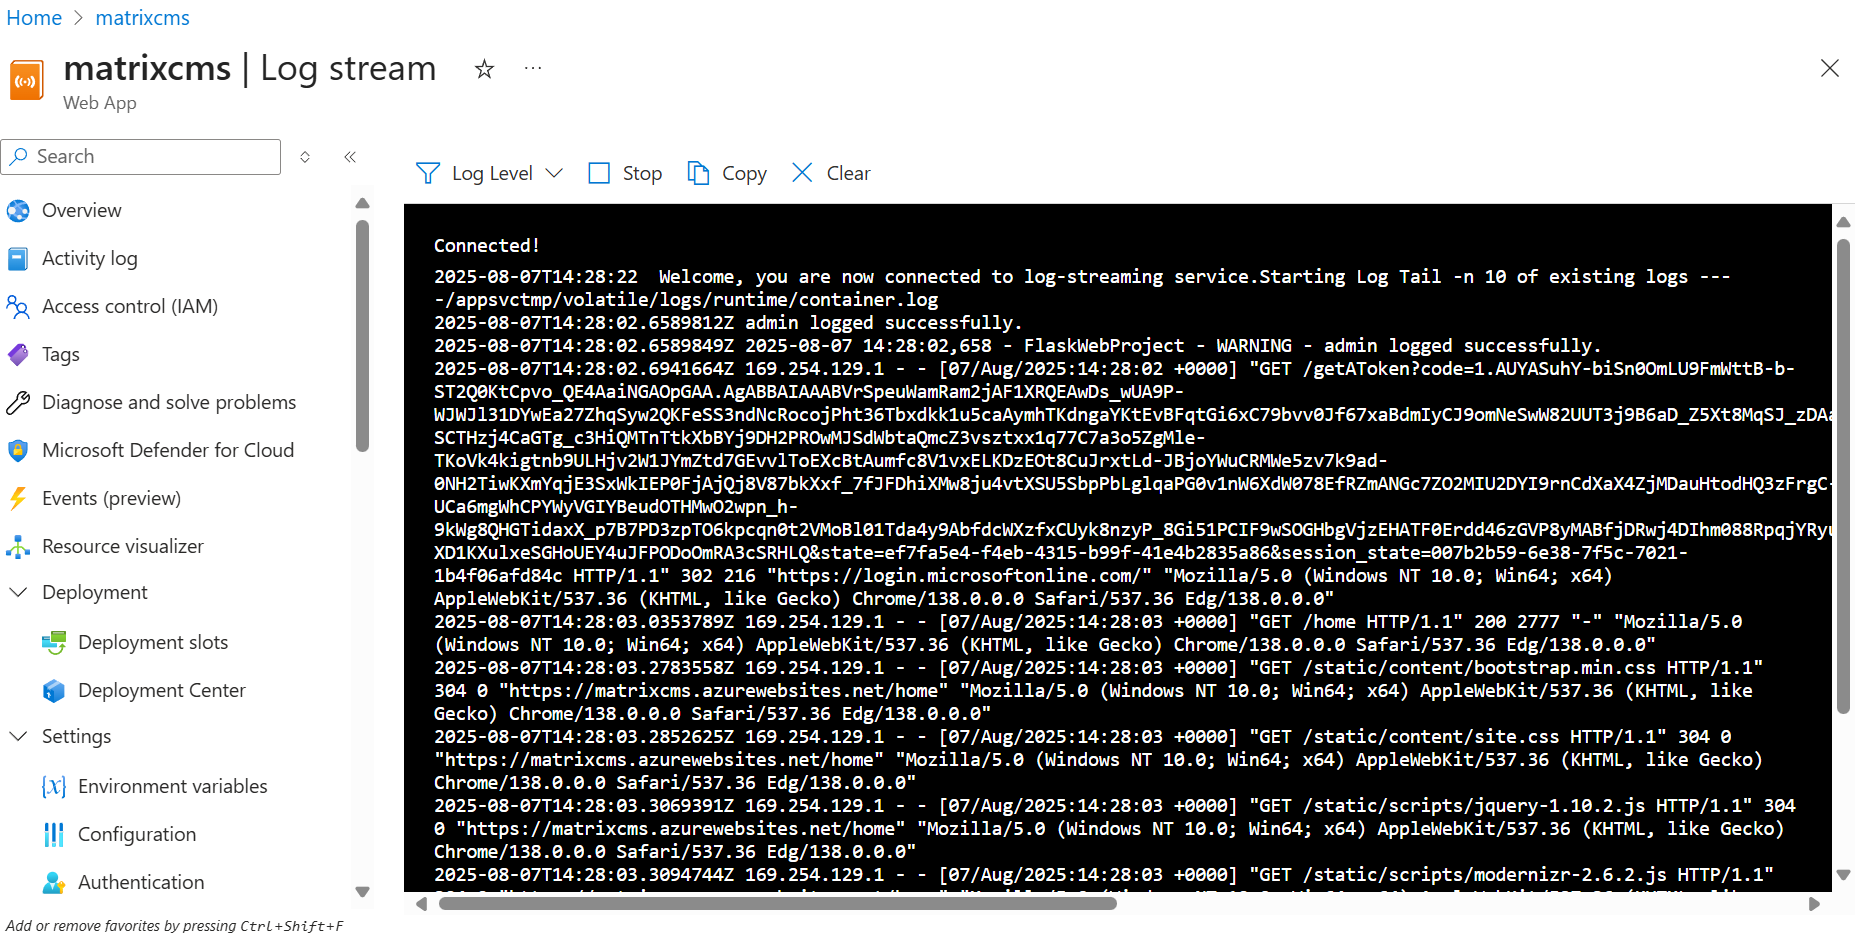 Home > matrixcms
matrixcms | Log stream
Web App
Search
Overview
Activity log
Access control (IAM)
Tags
Diagnose and solve problems
Microsoft Defender for Cloud
Events (preview)
Resource visualizer
Deployment
Deployment slots
Deployment Center
Settings
Environment variables
Configuration
Authentication
Add or remove favorites by pressing Ctrl+Shift+F
Log Level
Stop
Copy
Clear
Connected!
2025-08-07T14:28:22  Welcome, you are now connected to log-streaming service.Starting Log Tail -n 10 of existing logs ---
-/appsvctmp/volatile/logs/runtime/container.log
2025-08-07T14:28:02.6589812Z admin logged successfully.
2025-08-07T14:28:02.6589849Z 2025-08-07 14:28:02,658 - FlaskWebProject - WARNING - admin logged successfully.
2025-08-07T14:28:02.6941664Z 169.254.129.1 - - [07/Aug/2025:14:28:02 +0000] "GET /getAToken?code=1.AUYASuhY-biSn0OmLU9FmWttB-b-
ST2Q0KtCpvo_QE4AaiNGAOpGAA.AgABBAIAAABVrSpeuWamRam2jAF1XRQEAwDs_wUA9P-
WJWJl31DYwEa27ZhqSyw2QKFeSS3ndNcRocojPht36Tbxdkk1u5caAymhTKdngaYKtEvBFqtGi6xC79bvv0Jf67xaBdmIyCJ9omNeSwW82UUT3j9B6aD_Z5Xt8MqSJ_zDAa
SCTHzj4CaGTg_c3HiQMTnTtkXbBYj9DH2PROwMJSdWbtaQmcZ3vsztxx1q77C7a3o5ZgMle-
TKoVk4kigtnb9ULHjv2W1JYmZtd7GEvvlToEXcBtAumfc8V1vxELKDzEOt8CuJrxtLd-JBjoYWuCRMWe5zv7k9ad-
0NH2TiwKXmYqjE3SxWkIEP0FjAjQj8V87bkXxf_7fJFDhiXMw8ju4vtXSU5SbpPbLglqaPG0v1nW6XdW078EfRZmANGc7ZO2MIU2DYI9rnCdXaX4ZjMDauHtodHQ3zFrgC-
UCa6mgWhCPYWyVGIYBeudOTHMwO2wpn_h-
9kWg8QHGTidaxX_p7B7PD3zpTO6kpcqn0t2VMoBl01Tda4y9AbfdcWXzfxCUyk8nzyP_8Gi51PCIF9wSOGHbgVjzEHATF0Erdd46zGVP8yMABfjDRwj4DIhm088RpqjYRyu
XD1KXulxeSGHoUEY4uJFPODoOmRA3cSRHLQ&state=ef7fa5e4-f4eb-4315-b99f-41e4b2835a86&session_state=007b2b59-6e38-7f5c-7021-
1b4f06afd84c HTTP/1.1" 302 216 "https://login.microsoftonline.com/" "Mozilla/5.0 (Windows NT 10.0; Win64; x64)
AppleWebKit/537.36 (KHTML, like Gecko) Chrome/138.0.0.0 Safari/537.36 Edg/138.0.0.0"
2025-08-07T14:28:03.0353789Z 169.254.129.1 - - [07/Aug/2025:14:28:03 +0000] "GET /home HTTP/1.1" 200 2777 "-" "Mozilla/5.0
(Windows NT 10.0; Win64; x64) AppleWebKit/537.36 (KHTML, like Gecko) Chrome/138.0.0.0 Safari/537.36 Edg/138.0.0.0"
2025-08-07T14:28:03.2783558Z 169.254.129.1 - - [07/Aug/2025:14:28:03 +0000] "GET /static/content/bootstrap.min.css HTTP/1.1"
304 0 "https://matrixcms.azurewebsites.net/home" "Mozilla/5.0 (Windows NT 10.0; Win64; x64) AppleWebKit/537.36 (KHTML, like
Gecko) Chrome/138.0.0.0 Safari/537.36 Edg/138.0.0.0"
2025-08-07T14:28:03.2852625Z 169.254.129.1 - - [07/Aug/2025:14:28:03 +0000] "GET /static/content/site.css HTTP/1.1" 304 0
"https://matrixcms.azurewebsites.net/home" "Mozilla/5.0 (Windows NT 10.0; Win64; x64) AppleWebKit/537.36 (KHTML, like Gecko)
Chrome/138.0.0.0 Safari/537.36 Edg/138.0.0.0"
2025-08-07T14:28:03.3069391Z 169.254.129.1 - - [07/Aug/2025:14:28:03 +0000] "GET /static/scripts/jquery-1.10.2.js HTTP/1.1" 304
0 "https://matrixcms.azurewebsites.net/home" "Mozilla/5.0 (Windows NT 10.0; Win64; x64) AppleWebKit/537.36 (KHTML, like Gecko)
Chrome/138.0.0.0 Safari/537.36 Edg/138.0.0.0"
2025-08-07T14:28:03.3094744Z 169.254.129.1 - - [07/Aug/2025:14:28:03 +0000] "GET /static/scripts/modernizr-2.6.2.js HTTP/1.1"